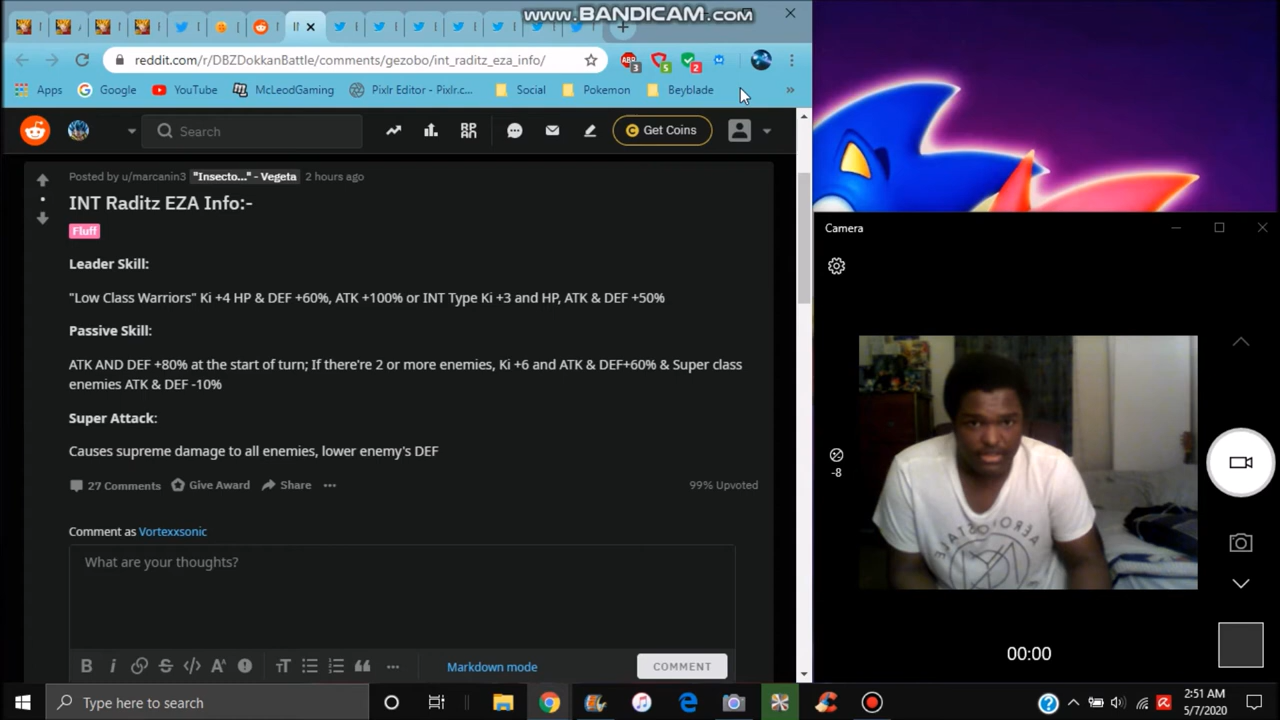 www.BANDICAM.com
reddit.com/r/DBZDokkanBattle/comments/gezobo/int_raditz_eza_info/
3
5
2
Apps
Google
YouTube
McLeodGaming
Pixlr Editor - Pixlr.c...
Social
Pokemon
Beyblade
»
Search
Get Coins
Posted by u/marcanin3 "Insecto..." - Vegeta 2 hours ago
INT Raditz EZA Info:-
Fluff
Leader Skill:
"Low Class Warriors" Ki +4 HP & DEF +60%, ATK +100% or INT Type Ki +3 and HP, ATK & DEF +50%
Passive Skill:
ATK AND DEF +80% at the start of turn; If there're 2 or more enemies, Ki +6 and ATK & DEF+60% & Super class
enemies ATK & DEF -10%
Super Attack:
Causes supreme damage to all enemies, lower enemy's DEF
27 Comments Give Award Share ... 99% Upvoted
Comment as Vortexxsonic
What are your thoughts?
Markdown mode
COMMENT
Camera
-8
AÉROPOSTALE
00:00
Type here to search
2:51 AM
5/7/2020